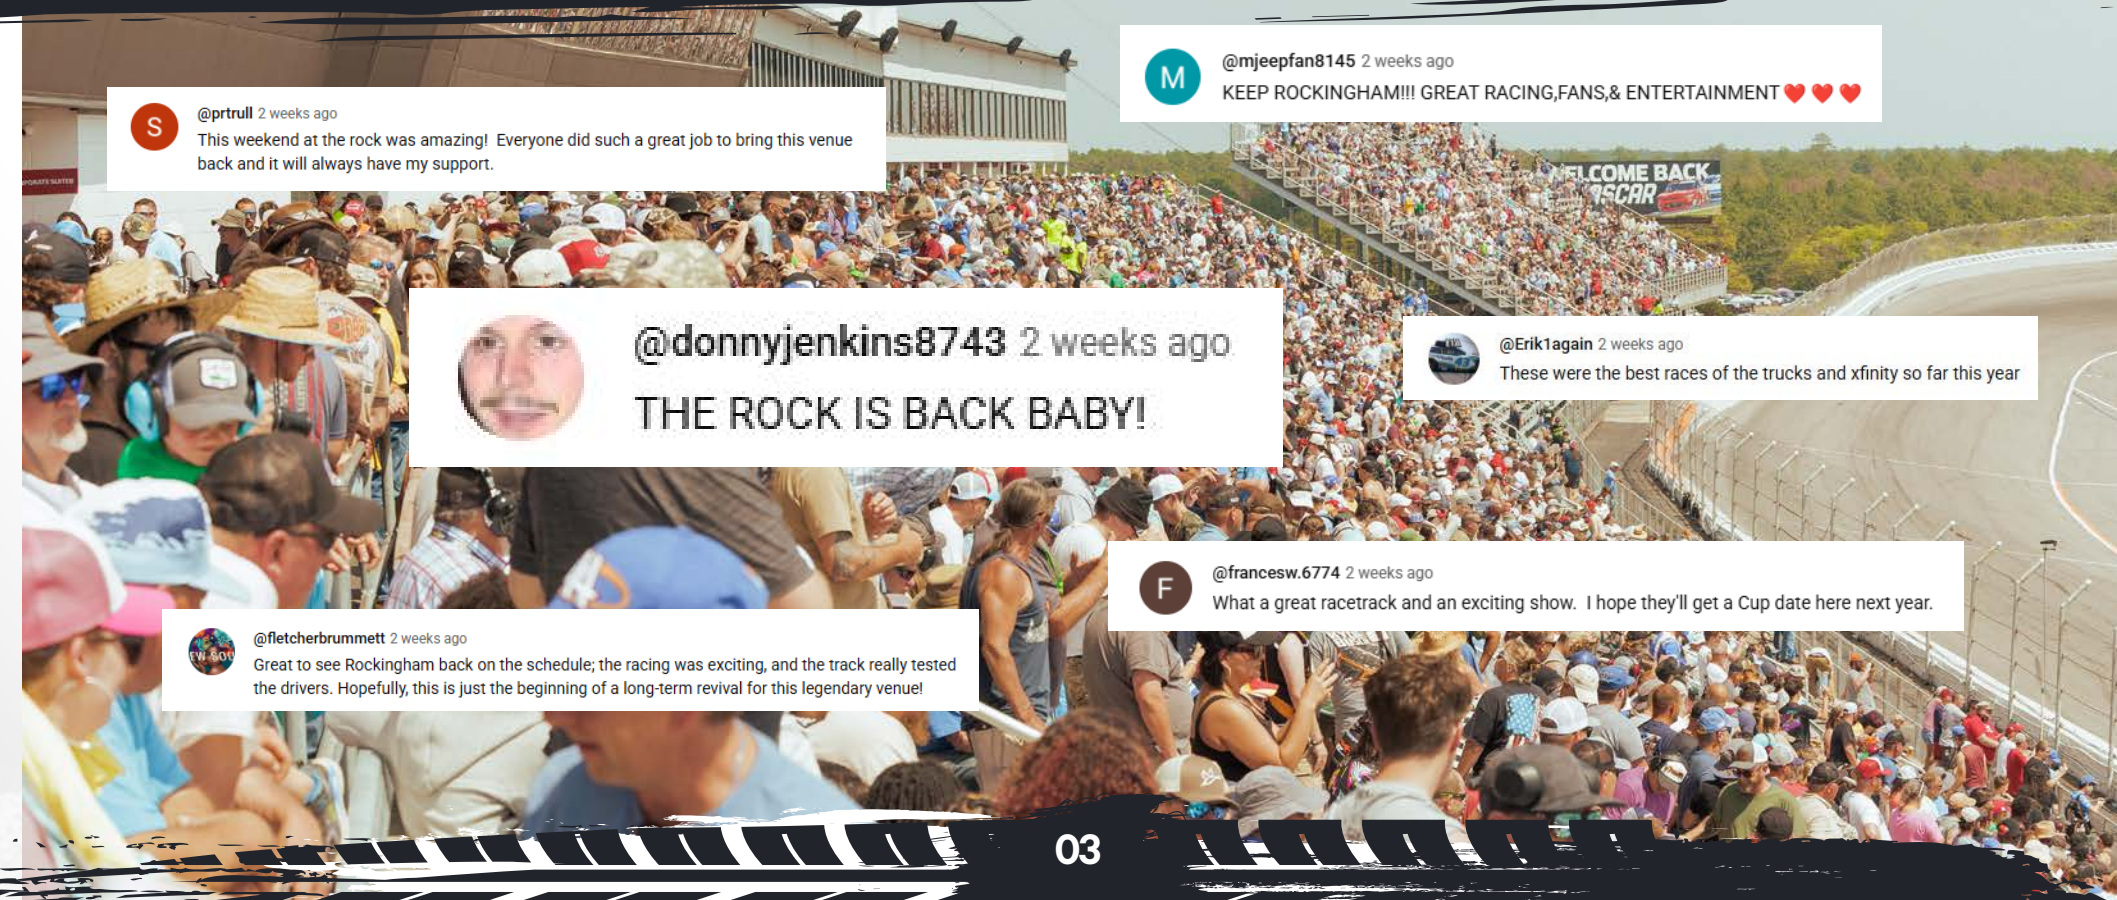 @mjeepfan8145 2 weeks ago
M
KEEP ROCKINGHAM!!! GREAT RACING,FANS,& ENTERTAINMENT❤️❤️❤️
@prtrull 2 weeks ago
S
This weekend at the rock was amazing!  Everyone did such a great job to bring this venue
back and it will always have my support.
WELCOME BACK
NASCAR
@donnyjenkins8743 2 weeks ago
THE ROCK IS BACK BABY!
@Erik1again 2 weeks ago
These were the best races of the trucks and xfinity so far this year
@francesw.6774 2 weeks ago
F
What a great racetrack and an exciting show.  I hope they'll get a Cup date here next year.
@fletcherbrummett 2 weeks ago
Great to see Rockingham back on the schedule; the racing was exciting, and the track really tested
the drivers. Hopefully, this is just the beginning of a long-term revival for this legendary venue!
03